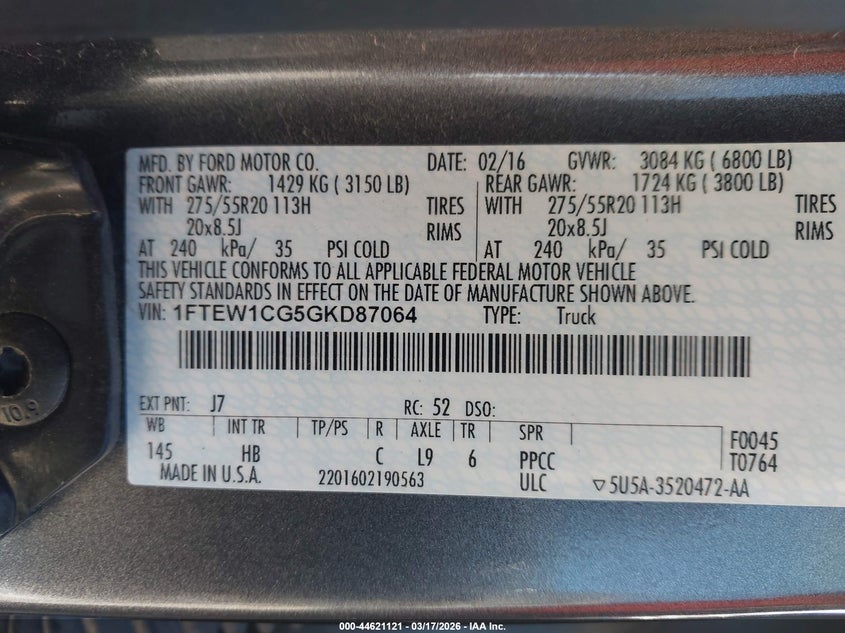 MFD. BY FORD MOTOR CO. DATE: 02/16 GVWR: 3084 KG ( 6800 LB)
FRONT GAWR: 1429 KG ( 3150 LB) REAR GAWR: 1724 KG ( 3800 LB)
WITH 275/55R20 113H TIRES WITH 275/55R20 113H TIRES
20x8.5J RIMS 20x8.5J RIMS
AT 240 kPa/ 35 PSI COLD AT 240 kPa/ 35 PSI COLD
THIS VEHICLE CONFORMS TO ALL APPLICABLE FEDERAL MOTOR VEHICLE
SAFETY STANDARDS IN EFFECT ON THE DATE OF MANUFACTURE SHOWN ABOVE.
VIN: 1FTEW1CG5GKD87064 TYPE: Truck
EXT PNT: J7 RC: 52 DSO:
WB INT TR TP/PS R AXLE TR SPR F0045
145 HB C L9 6 PPCC T0764
MADE IN U.S.A. 2201602190563 ULC ▽5U5A-3520472-AA
10.9
000-44621121 - 03/17/2026 - IAA Inc.